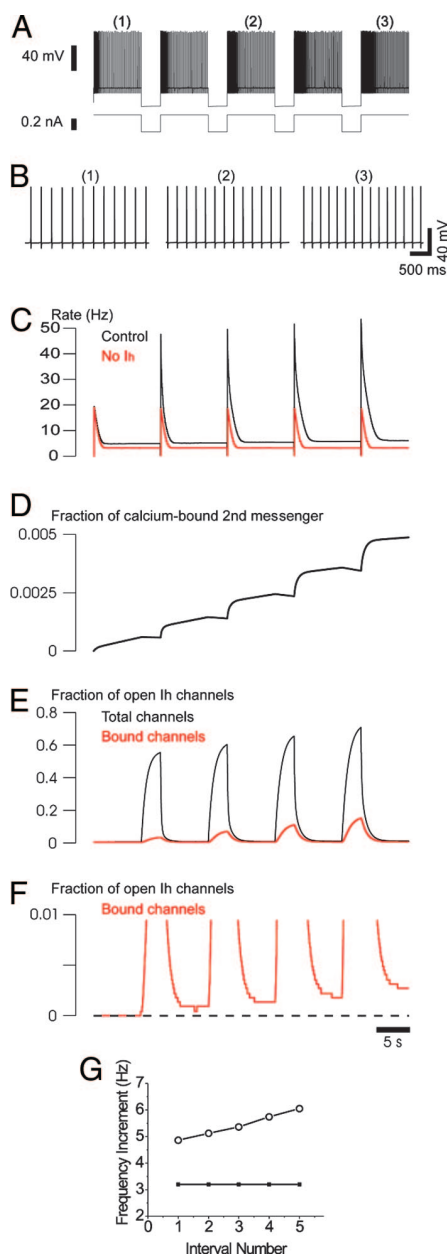 A
(1) (2) (3)
40 mV
0.2 nA
B
(1) (2) (3)
40 mV
500 ms
C
Rate (Hz)
Control
No Ih
50
40
30
20
10
0
D
Fraction of calcium-bound 2nd messenger
0.005
0.0025
0
E
Fraction of open Ih channels
Total channels
Bound channels
0.8
0.6
0.4
0.2
0
F
Fraction of open Ih channels
Bound channels
0.01
0
5 s
G
Frequency Increment (Hz)
7
6
5
4
3
2
0 1 2 3 4 5
Interval Number